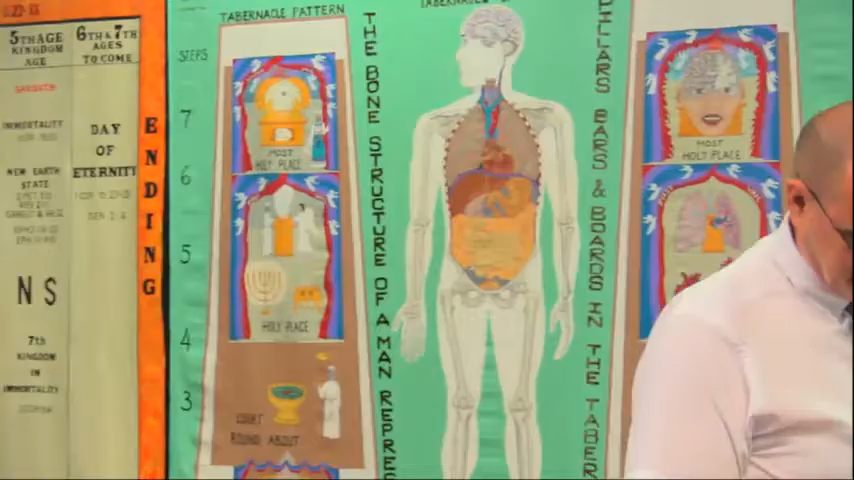 5TH AGE
KINGDOM
AGE
6TH & 7TH
AGES
TO COME
SABBATH
IMMORTALITY
NEW EARTH
STATE
DAY
OF
ETERNITY
NS
7TH
KINGDOM
IN
IMMORTALITY
ENDING
TABERNACLE PATTERN
STEPS
7
6
5
4
3
MOST
HOLY PLACE
HOLY PLACE
COURT
ROUND ABOUT
THE BONE STRUCTURE OF A MAN REPRE
PILLARS BARS & BOARDS IN THE TABER
MOST
HOLY PLACE